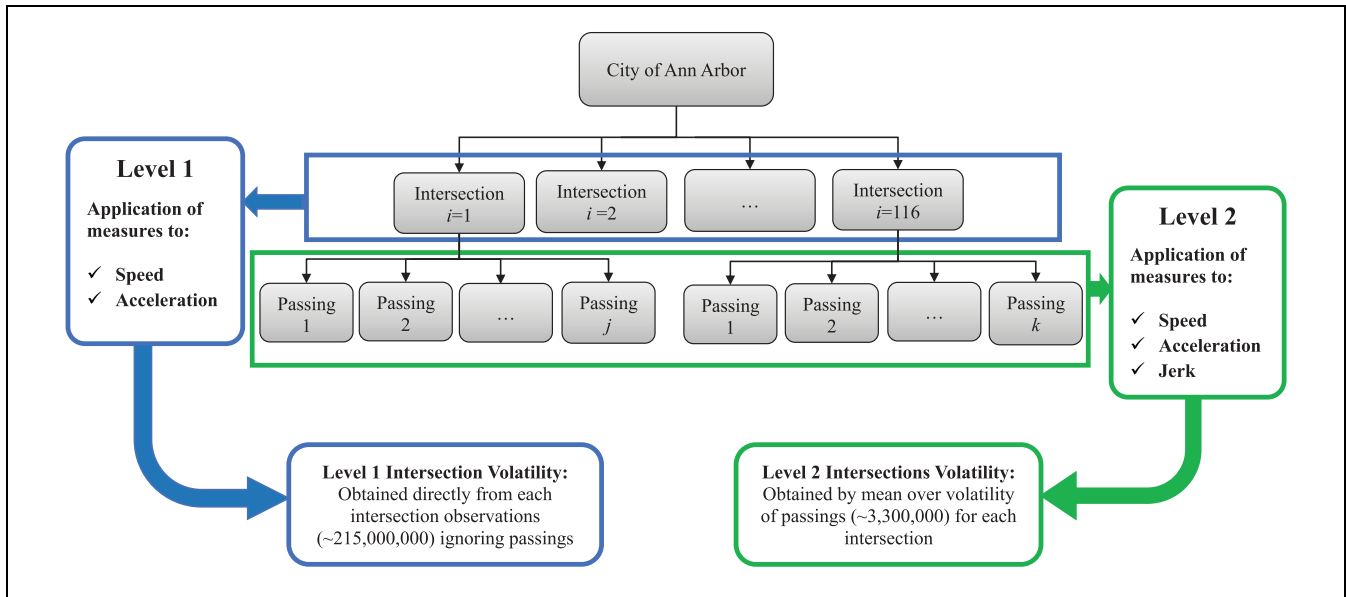 City of Ann Arbor
Level 1
Application of
measures to:
✓ Speed
✓ Acceleration
Intersection
i=1
Intersection
i =2
…
Intersection
i=116
Passing
1
Passing
2
…
Passing
j
Passing
1
Passing
2
…
Passing
k
Level 2
Application of
measures to:
✓ Speed
✓ Acceleration
✓ Jerk
Level 1 Intersection Volatility:
Obtained directly from each
intersection observations
(~215,000,000) ignoring passings
Level 2 Intersections Volatility:
Obtained by mean over volatility
of passings (~3,300,000) for each
intersection